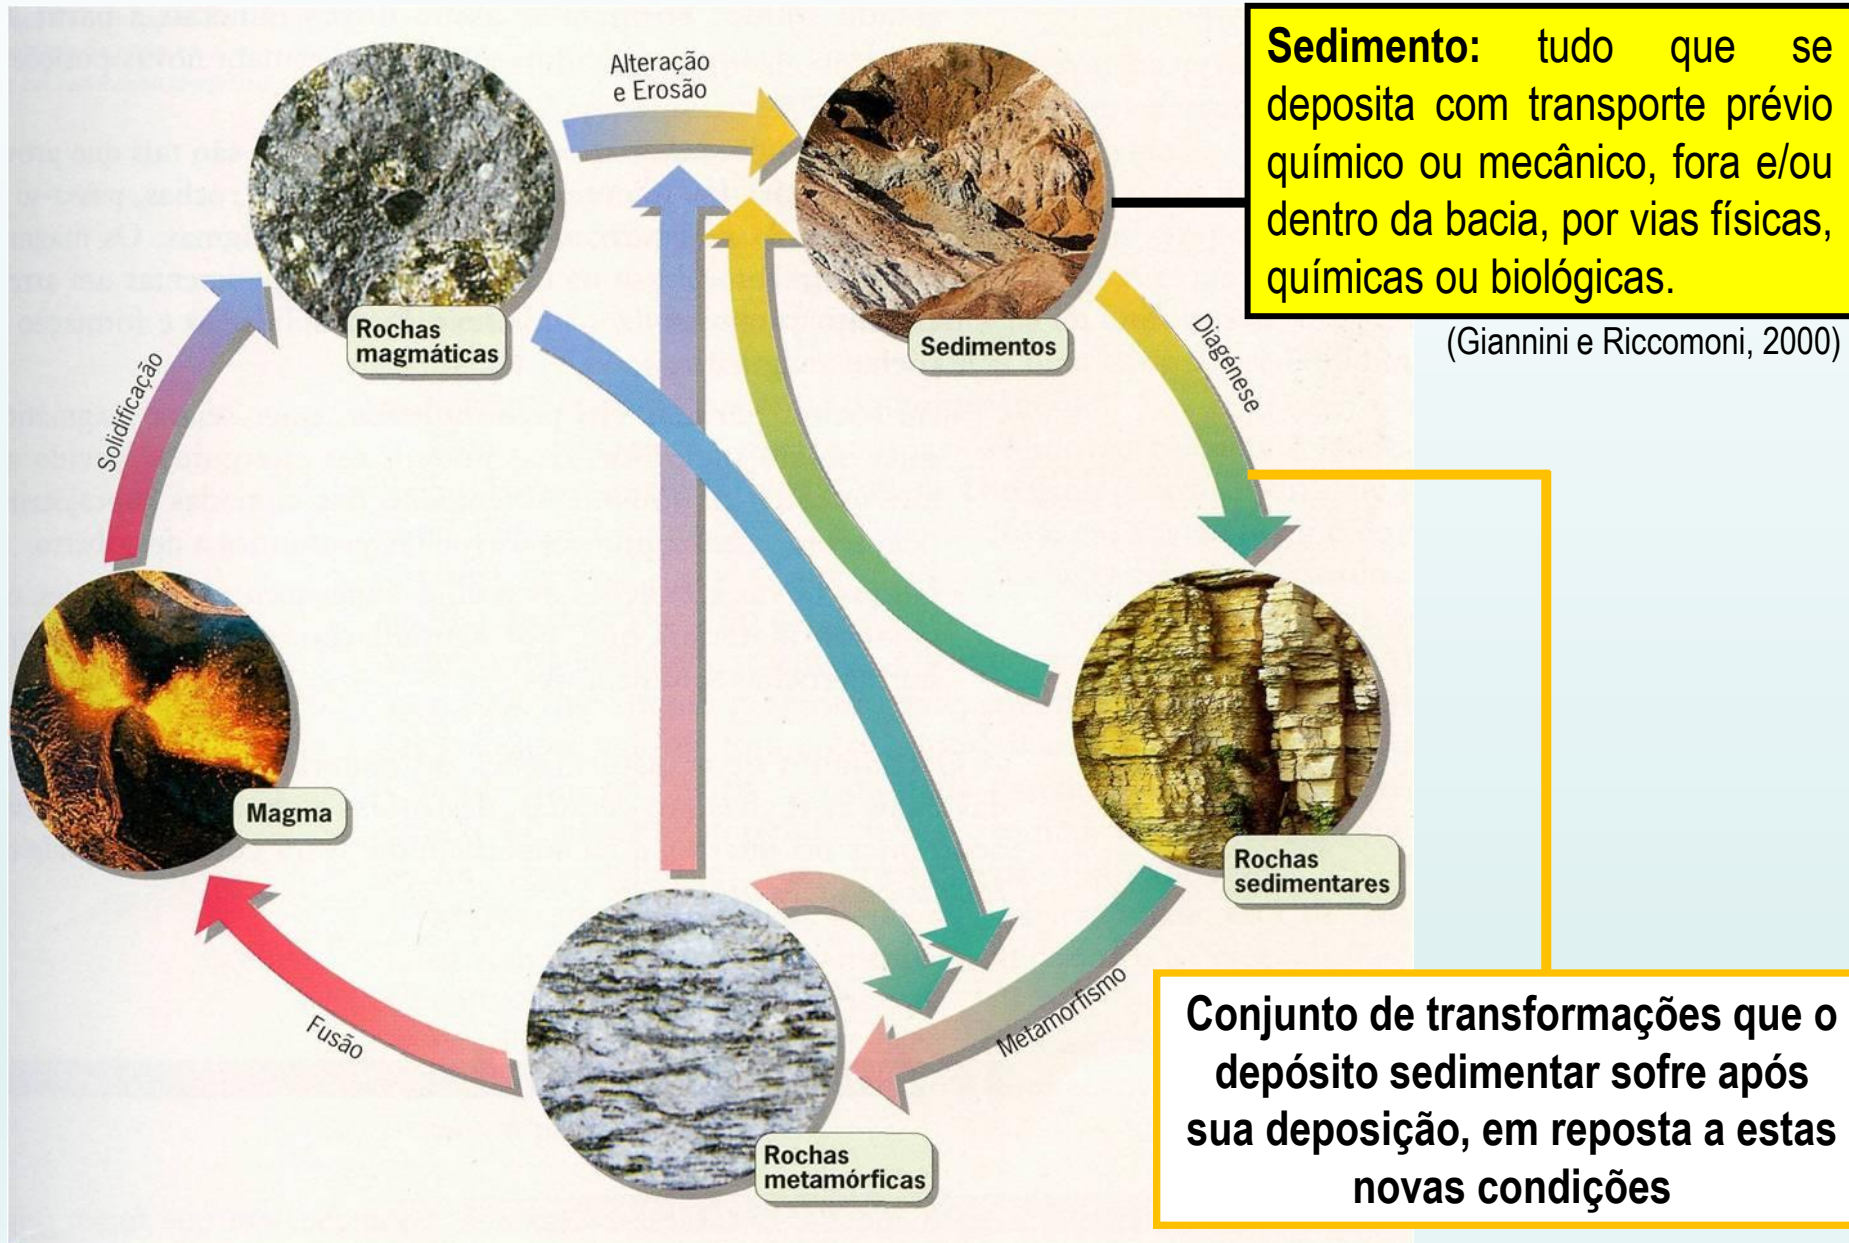 Alteração
e Erosão
Sedimento: tudo que se
deposita com transporte prévio
químico ou mecânico, fora e/ou
dentro da bacia, por vias físicas,
químicas ou biológicas.
(Giannini e Riccomoni, 2000)
Rochas
magmáticas
Sedimentos
Diagénese
Solidificação
Magma
Rochas
sedimentares
Fusão
Metamorfismo
Rochas
metamórficas
Conjunto de transformações que o
depósito sedimentar sofre após
sua deposição, em reposta a estas
novas condições